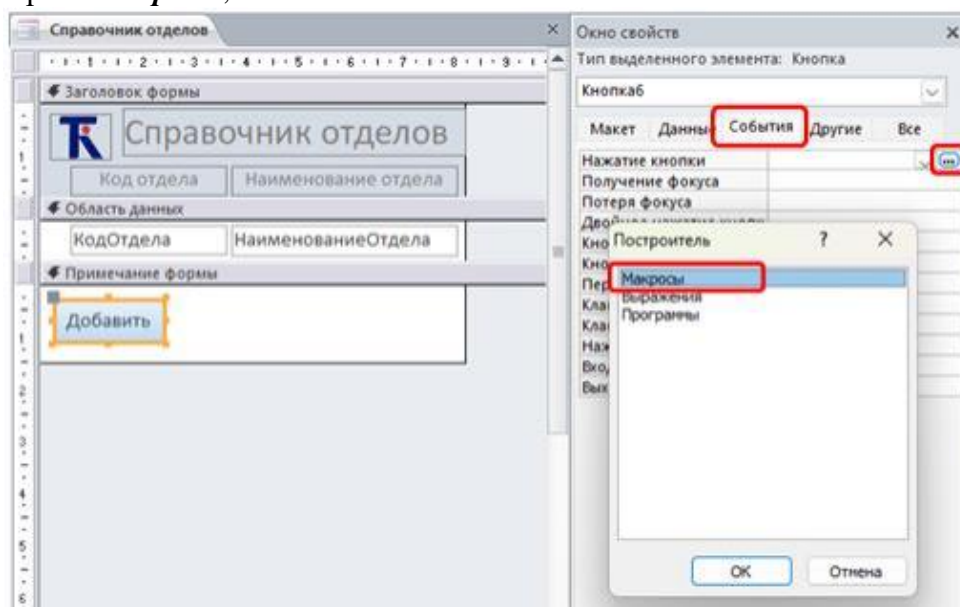 Справочник отделов
Заголовок формы
Справочник отделов
Код отдела Наименование отдела
Область данных
КодОтдела НаименованиеОтдела
Примечание формы
Добавить
Окно свойств
Тип выделенного элемента: Кнопка
Кнопка6
Макет Данны События Другие Все
Нажатие кнопки
Получение фокуса
Потеря фокуса
Построитель ? ×
Макросы
Выражений
Программы
OK Отмена